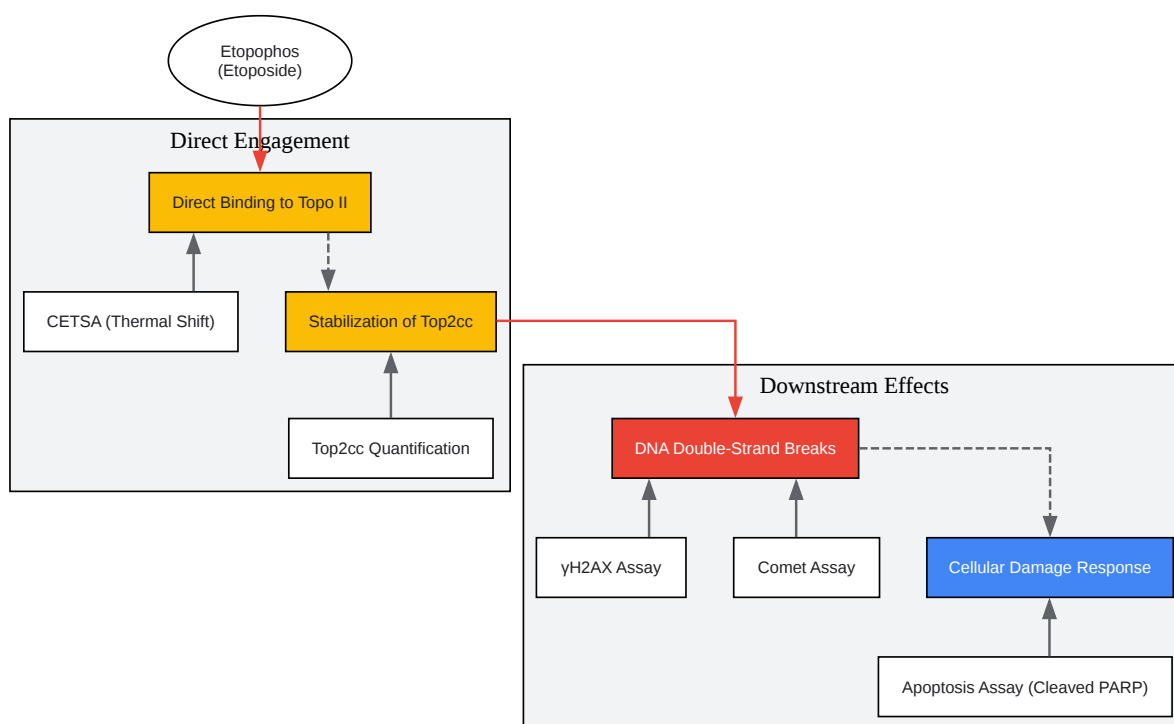 Etopophos
(Etoposide)
Direct Engagement
Direct Binding to Topo II
CETSA (Thermal Shift)
Stabilization of Top2cc
Top2cc Quantification
Downstream Effects
DNA Double-Strand Breaks
γH2AX Assay
Comet Assay
Cellular Damage Response
Apoptosis Assay (Cleaved PARP)